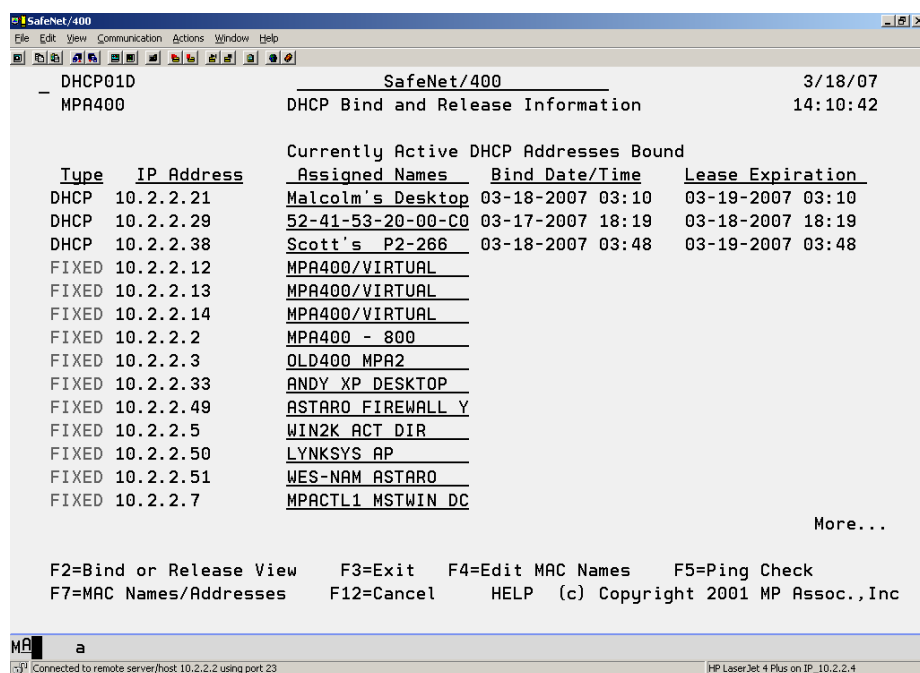 SafeNet/400
File Edit View Communication Actions Window Help
DHCP01D SafeNet/400 3/18/07
MPA400 DHCP Bind and Release Information 14:10:42
Currently Active DHCP Addresses Bound
Type IP Address Assigned Names Bind Date/Time Lease Expiration
DHCP 10.2.2.21 Malcolm's Desktop 03-18-2007 03:10 03-19-2007 03:10
DHCP 10.2.2.29 52-41-53-20-00-C0 03-17-2007 18:19 03-18-2007 18:19
DHCP 10.2.2.38 Scott's P2-266 03-18-2007 03:48 03-19-2007 03:48
FIXED 10.2.2.12 MPA400/VIRTUAL
FIXED 10.2.2.13 MPA400/VIRTUAL
FIXED 10.2.2.14 MPA400/VIRTUAL
FIXED 10.2.2.2 MPA400 - 800
FIXED 10.2.2.3 OLD400 MPA2
FIXED 10.2.2.33 ANDY XP DESKTOP
FIXED 10.2.2.49 ASTARO FIREWALL Y
FIXED 10.2.2.5 WIN2K ACT DIR
FIXED 10.2.2.50 LYNKSYS AP
FIXED 10.2.2.51 WES-NAM ASTARO
FIXED 10.2.2.7 MPACTL1 MSTWIN DC
More...
F2=Bind or Release View F3=Exit F4=Edit MAC Names F5=Ping Check
F7=MAC Names/Addresses F12=Cancel HELP (c) Copyright 2001 MP Assoc.,Inc
MA a
Connected to remote server/host 10.2.2.2 using port 23 HP LaserJet 4 Plus on IP_10.2.2.4